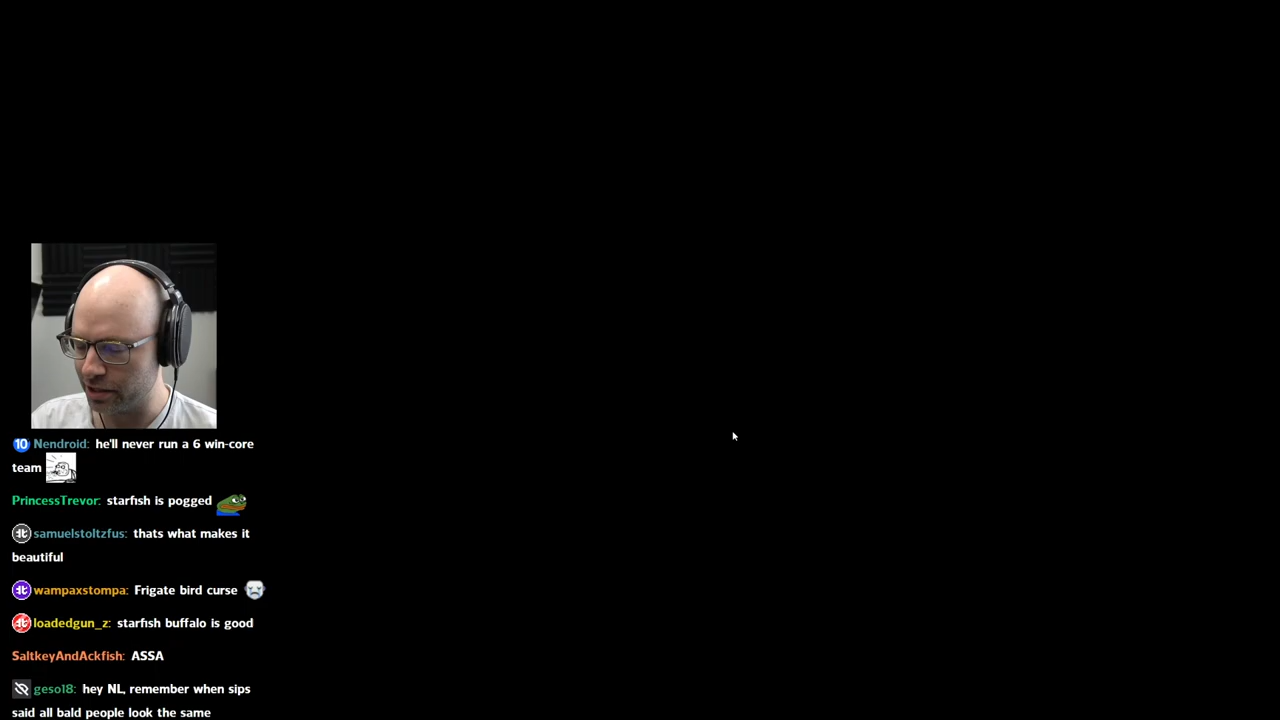 10 Nendroid: he'll never run a 6 win-core
team
PrincessTrevor: starfish is pogged
samuelstoltzfus: thats what makes it
beautiful
wampaxstompa: Frigate bird curse
loadedgun_z: starfish buffalo is good
SaltkeyAndAckfish: ASSA
geso18: hey NL, remember when sips
said all bald people look the same